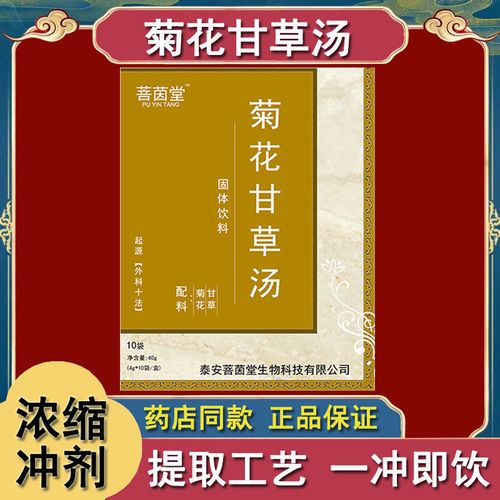 菊花甘草汤
菩茵堂™
PU YIN TANG
菊花甘草汤
固体饮料
起源【外科十法】
配料：
菊花
甘草
10袋
净含量:40g
(4g*10袋/盒)
泰安菩茵堂生物科技有限公司
浓缩
冲剂
药店同款 正品保证
提取工艺 一冲即饮